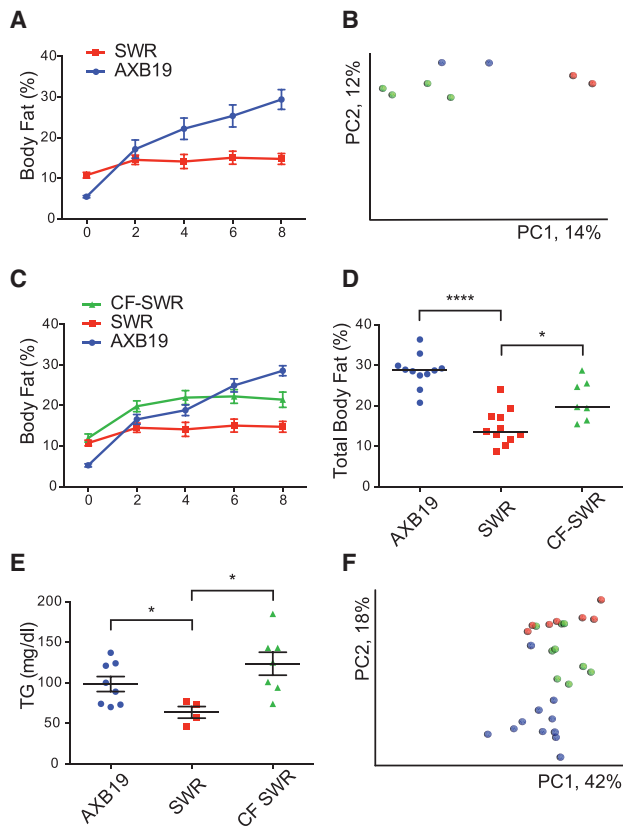 A
SWR
AXB19
Body Fat (%)
40
30
20
10
0
0 2 4 6 8
B
PC2, 12%
PC1, 14%
C
CF-SWR
SWR
AXB19
Body Fat (%)
40
30
20
10
0
0 2 4 6 8
D
Total Body Fat (%)
40
30
20
10
0
****
*
AXB19
SWR
CF-SWR
E
TG (mg/dl)
200
150
100
50
0
*
*
AXB19
SWR
CF SWR
F
PC2, 18%
PC1, 42%